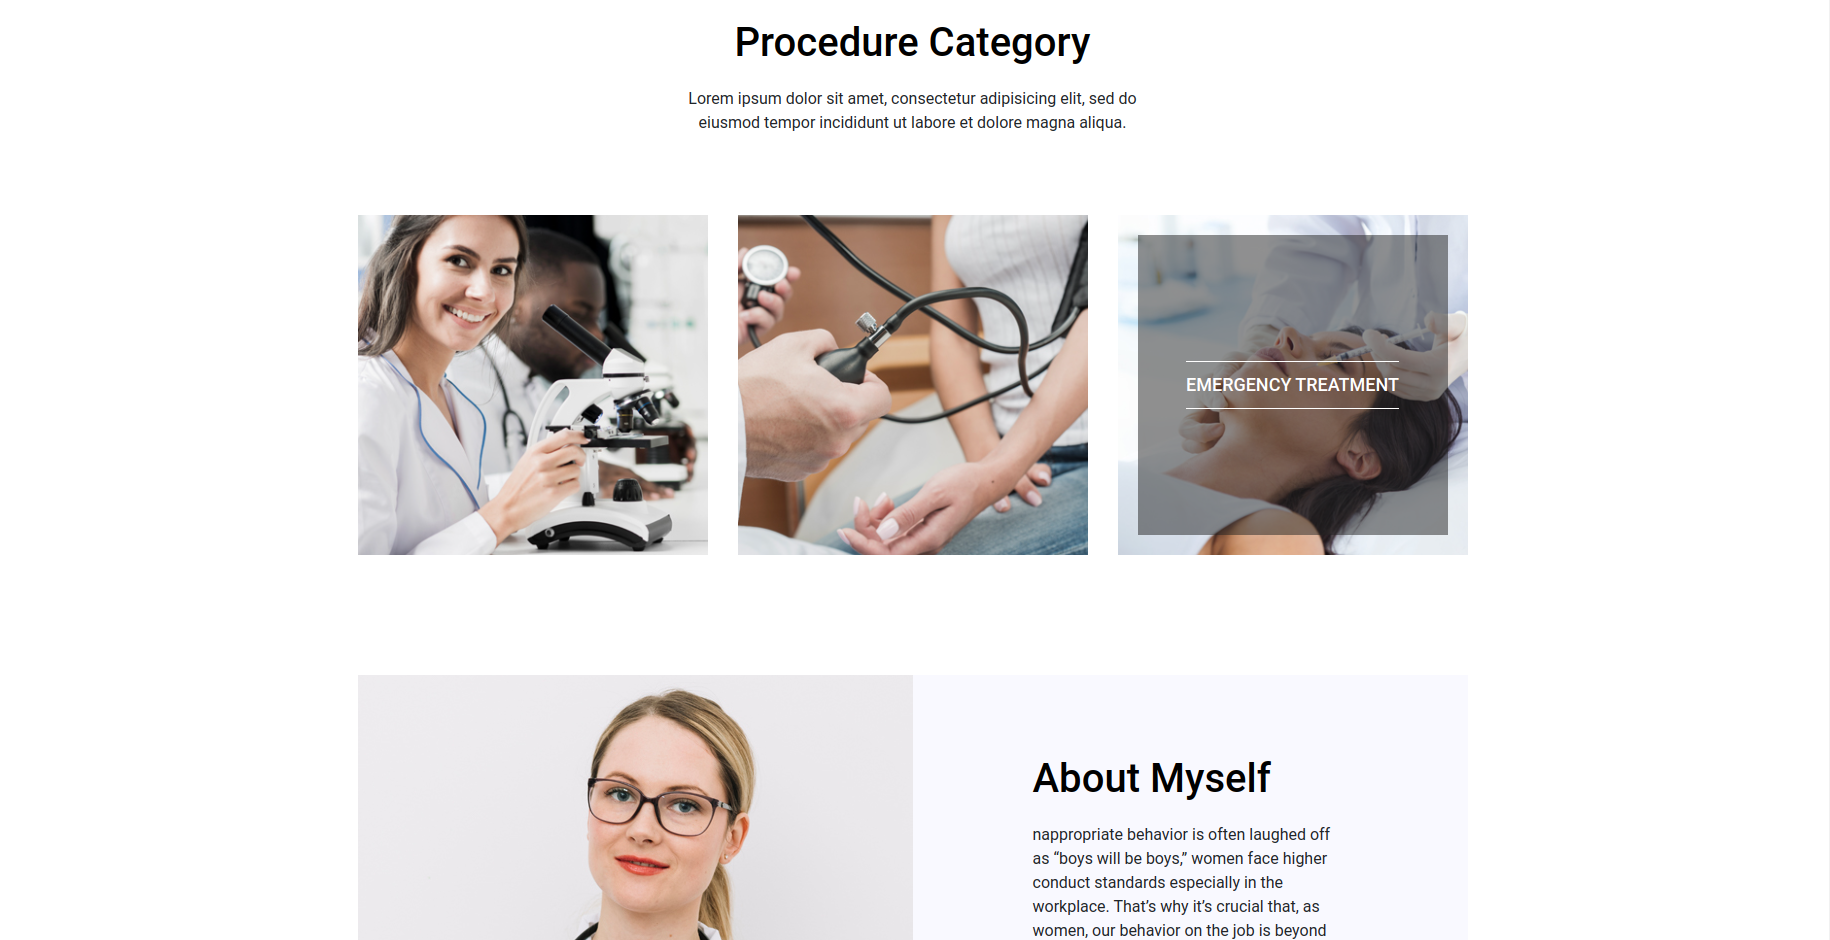 Procedure Category
Lorem ipsum dolor sit amet, consectetur adipisicing elit, sed do
eiusmod tempor incididunt ut labore et dolore magna aliqua.
EMERGENCY TREATMENT
About Myself
nappropriate behavior is often laughed off
as “boys will be boys,” women face higher
conduct standards especially in the
workplace. That’s why it’s crucial that, as
women, our behavior on the job is beyond